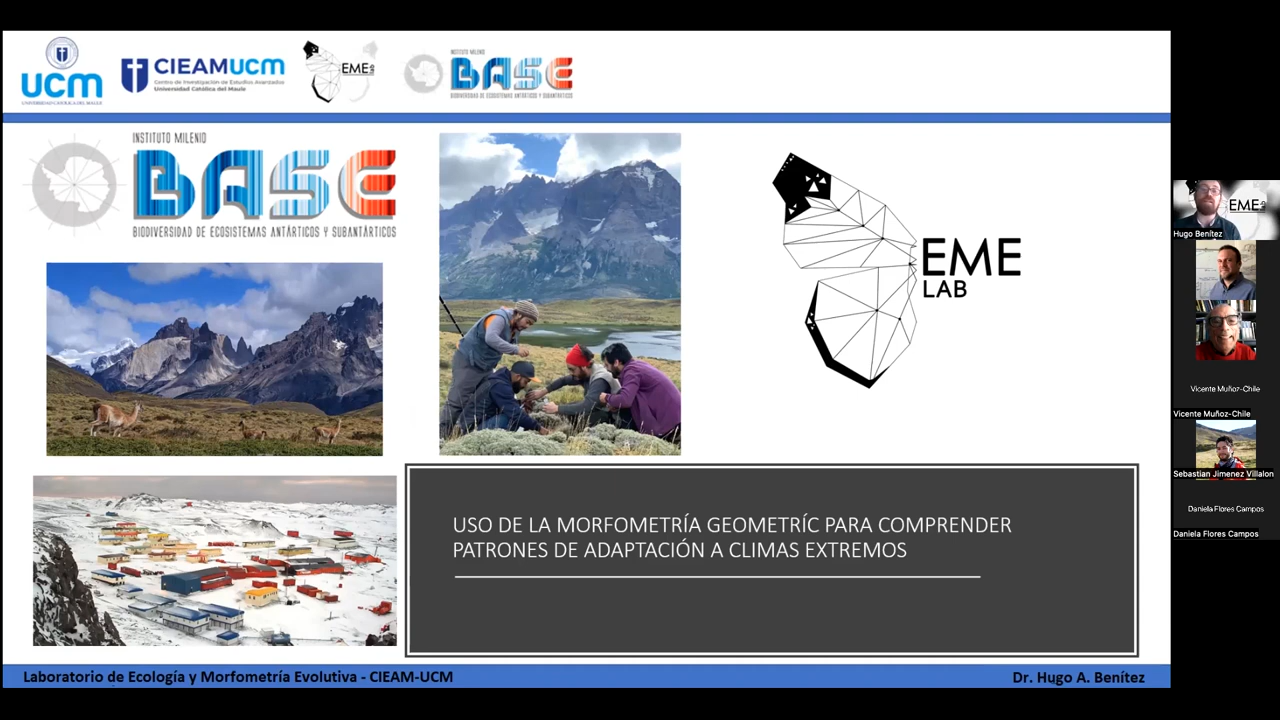 UCM
UNIVERSIDAD CATÓLICA DEL MAULE
CIEAMUCM
Centro de Investigación de Estudios Avanzados
Universidad Católica del Maule
EME
lab
INSTITUTO MILENIO
BASE
BIODIVERSIDAD DE ECOSISTEMAS ANTÁRTICOS Y SUBANTÁRTICOS
INSTITUTO MILENIO
BASE
BIODIVERSIDAD DE ECOSISTEMAS ANTÁRTICOS Y SUBANTÁRTICOS
EME
LAB
USO DE LA MORFOMETRÍA GEOMETRÍC PARA COMPRENDER
PATRONES DE ADAPTACIÓN A CLIMAS EXTREMOS
Laboratorio de Ecología y Morfometría Evolutiva - CIEAM-UCM
Dr. Hugo A. Benítez
EME
Hugo Benítez
Vicente Muñoz-Chile
Vicente Muñoz-Chile
Sebastian Jimenez Villalon
Daniela Flores Campos
Daniela Flores Campos